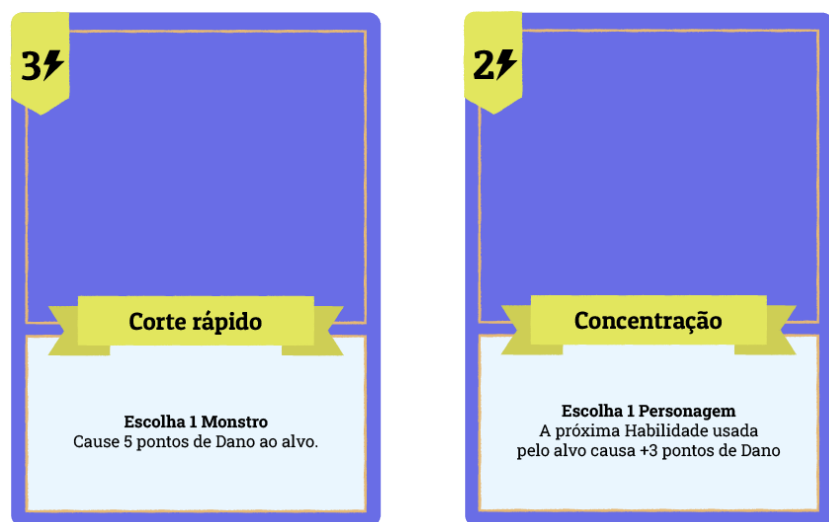 3
Corte rápido
Escolha 1 Monstro
Cause 5 pontos de Dano ao alvo.
2
Concentração
Escolha 1 Personagem
A próxima Habilidade usada
pelo alvo causa +3 pontos de Dano